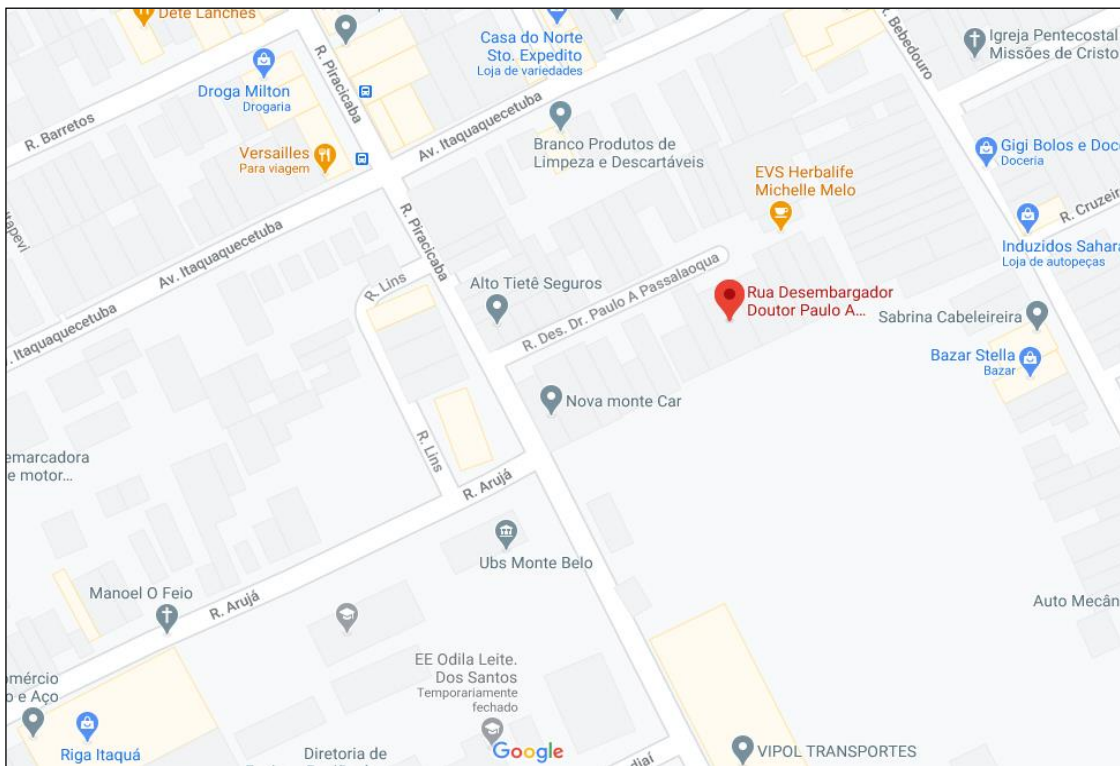 Dete Lanches
Casa do Norte
Sto. Expedito
Loja de variedades
R. Bebedouro
Igreja Pentecostal
Missões de Cristo
R. Piracicaba
Droga Milton
Drogaria
R. Barretos
Versailles
Para viagem
Av. Itaquaquecetuba
Branco Produtos de
Limpeza e Descartáveis
Gigi Bolos e Doc
Doceria
EVS Herbalife
Michelle Melo
Itapevi
R. Piracicaba
Av. Itaquaquecetuba
R. Cruzeir
Induzidos Sahara
Loja de autopeças
R. Lins
Alto Tietê Seguros
R. Des. Dr. Paulo A Passalaoqua
Rua Desembargador
Doutor Paulo A...
Sabrina Cabeleireira
. Itaquaquecetuba
Bazar Stella
Bazar
Nova monte Car
R. Lins
emarcadora
e motor...
R. Arujá
Ubs Monte Belo
Manoel O Feio
R. Arujá
Auto Mecân
EE Odila Leite.
Dos Santos
Temporariamente
fechado
omércio
o e Aço
Riga Itaquá
Diretoria de
Google
diaí
VIPOL TRANSPORTES